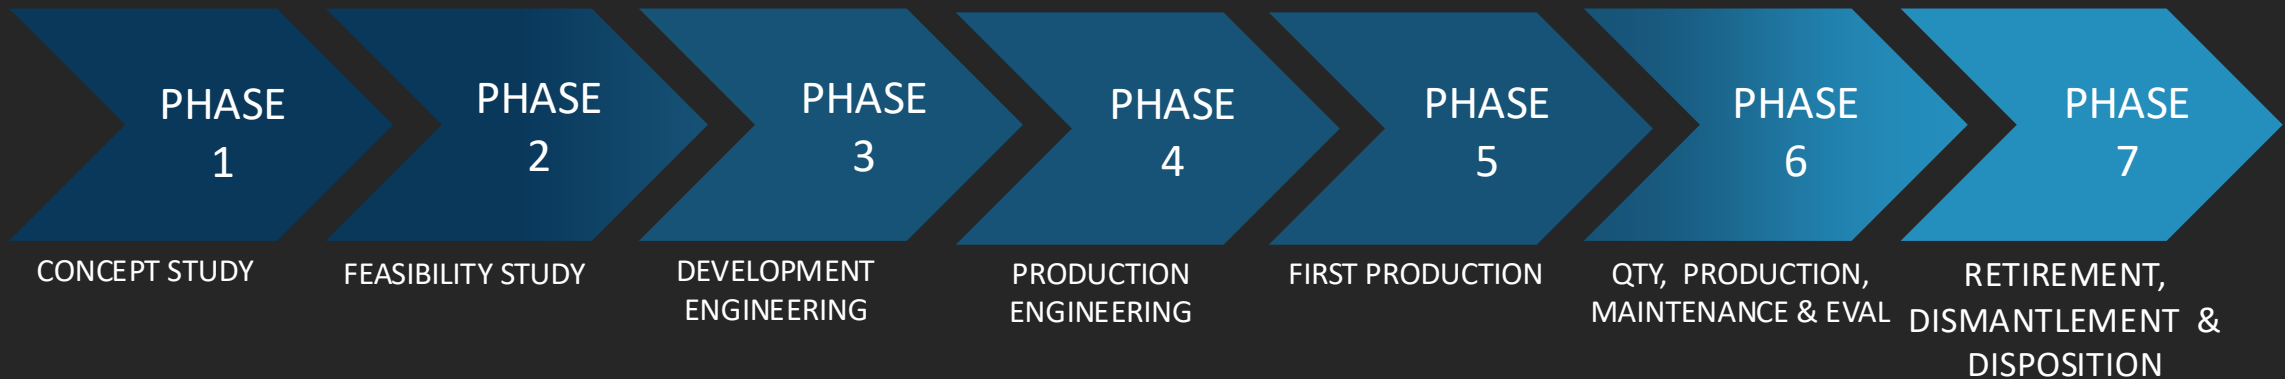 PHASE
1
PHASE
2
PHASE
3
PHASE
4
PHASE
5
PHASE
6
PHASE
7
CONCEPT STUDY
FEASIBILITY STUDY
DEVELOPMENT
ENGINEERING
PRODUCTION
ENGINEERING
FIRST PRODUCTION
QTY, PRODUCTION,
MAINTENANCE & EVAL
RETIREMENT,
DISMANTLEMENT &
DISPOSITION